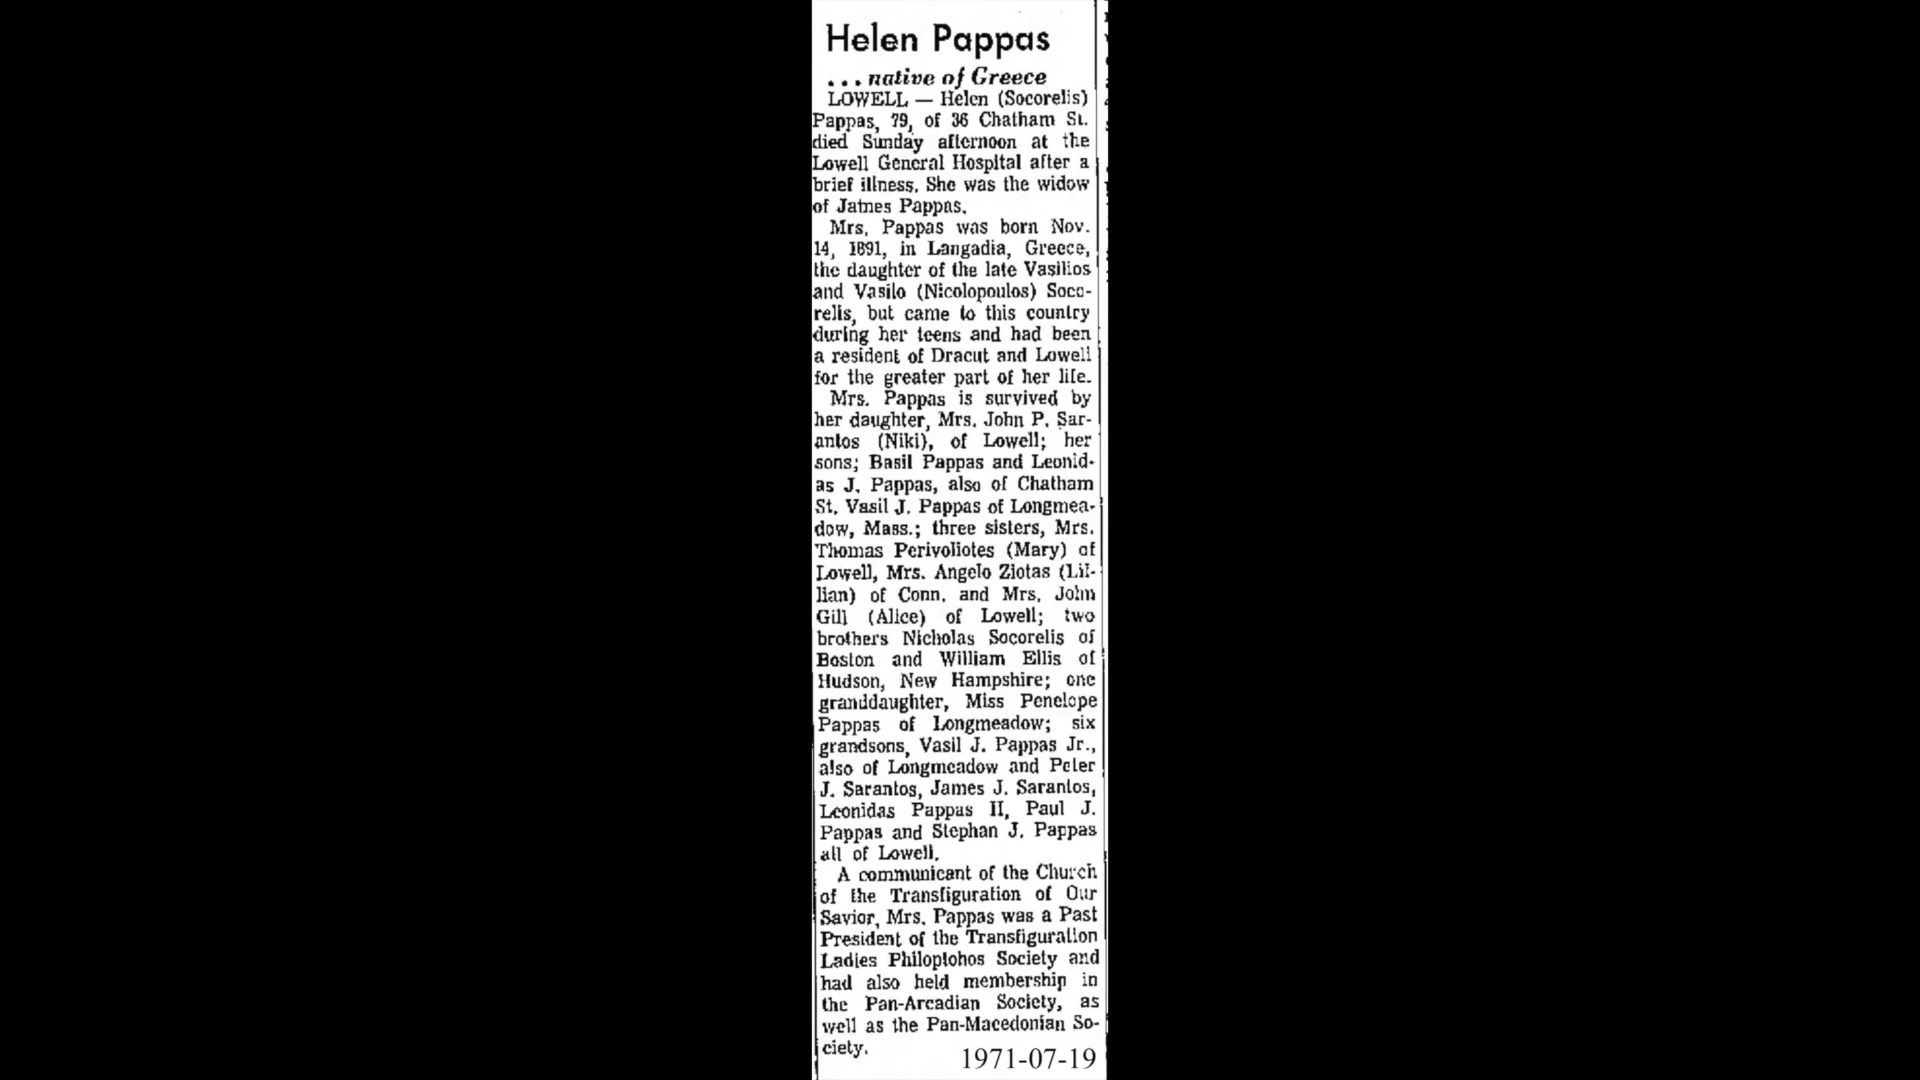 Helen Pappas
...native of Greece
LOWELL — Helen (Socorelis)
Pappas, 79, of 36 Chatham St.
died Sunday afternoon at the
Lowell General Hospital after a
brief illness. She was the widow
of James Pappas.
Mrs. Pappas was born Nov.
14, 1891, in Langadia, Greece,
the daughter of the late Vasilios
and Vasilo (Nicolopoulos) Soco-
relis, but came to this country
during her teens and had been
a resident of Dracut and Lowell
for the greater part of her life.
Mrs. Pappas is survived by
her daughter, Mrs. John P. Sar-
antos (Niki), of Lowell; her
sons; Basil Pappas and Leonid-
as J. Pappas, also of Chatham
St. Vasil J. Pappas of Longmea-
dow, Mass.; three sisters, Mrs.
Thomas Perivoliotes (Mary) of
Lowell, Mrs. Angelo Ziotas (Lil-
lian) of Conn. and Mrs. John
Gill (Alice) of Lowell; two
brothers Nicholas Socorelis of
Boston and William Ellis of
Hudson, New Hampshire; one
granddaughter, Miss Penelope
Pappas of Longmeadow; six
grandsons, Vasil J. Pappas Jr.,
also of Longmeadow and Peter
J. Sarantos, James J. Sarantos,
Leonidas Pappas II, Paul J.
Pappas and Stephan J. Pappas
all of Lowell.
A communicant of the Church
of the Transfiguration of Our
Savior, Mrs. Pappas was a Past
President of the Transfiguration
Ladies Philoptohos Society and
had also held membership in
the Pan-Arcadian Society, as
well as the Pan-Macedonian So-
ciety.
1971-07-19